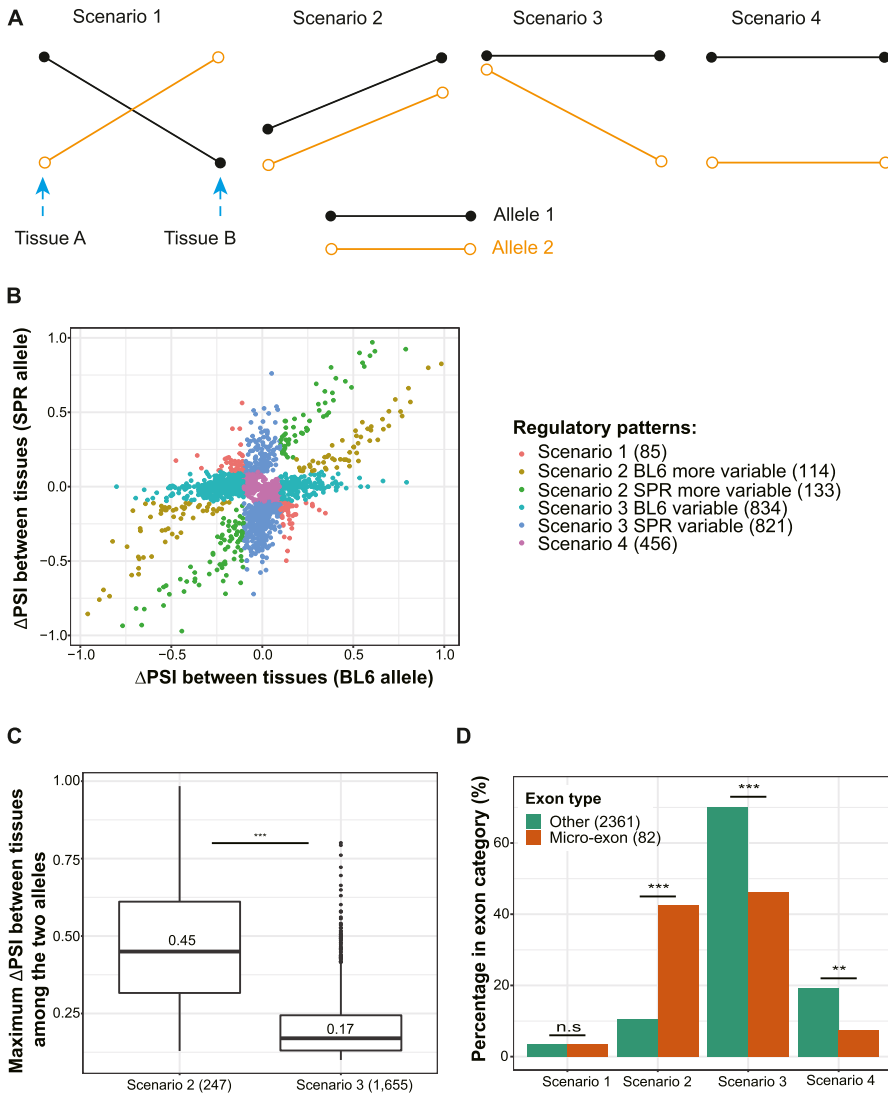 A
Scenario 1
Scenario 2
Scenario 3
Scenario 4
Tissue A
Tissue B
Allele 1
Allele 2
B
ΔPSI between tissues (SPR allele)
1.0
0.5
0.0
−0.5
−1.0
−1.0
−0.5
0.0
0.5
1.0
ΔPSI between tissues (BL6 allele)
Regulatory patterns:
Scenario 1 (85)
Scenario 2 BL6 more variable (114)
Scenario 2 SPR more variable (133)
Scenario 3 BL6 variable (834)
Scenario 3 SPR variable (821)
Scenario 4 (456)
C
Maximum ΔPSI between tissues
among the two alleles
1.00
0.75
0.50
0.25
***
0.45
0.17
Scenario 2 (247)
Scenario 3 (1,655)
D
Percentage in exon category (%)
60
40
20
0
Exon type
Other (2361)
Micro-exon (82)
n.s
***
***
**
Scenario 1
Scenario 2
Scenario 3
Scenario 4